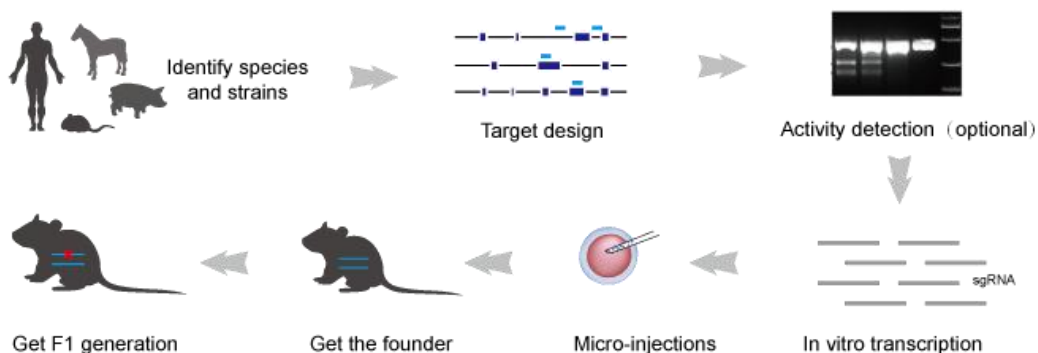 Identify species
and strains
Target design
Activity detection（optional）
sgRNA
Get F1 generation
Get the founder
Micro-injections
In vitro transcription